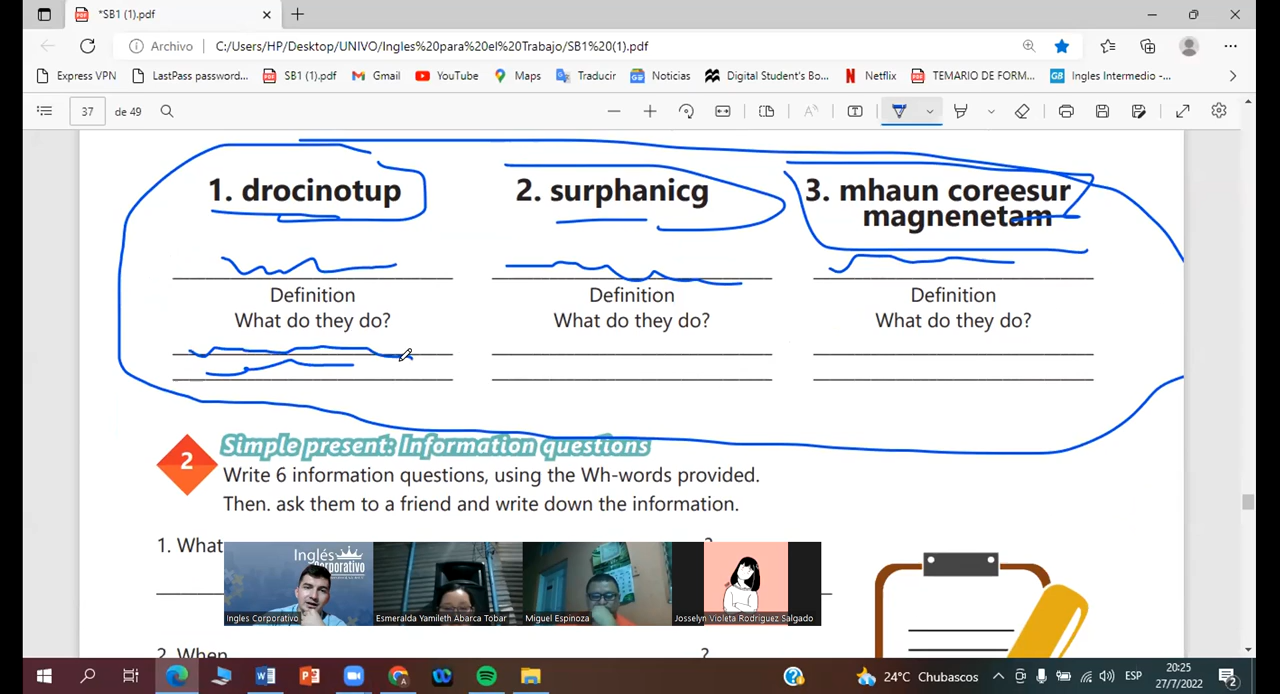 *SB1 (1).pdf
Archivo
C:/Users/HP/Desktop/UNIVO/Ingles%20para%20el%20Trabajo/SB1%20(1).pdf
Express VPN
LastPass password...
SB1 (1).pdf
Gmail
YouTube
Maps
Traducir
Noticias
Digital Student's Bo...
Netflix
TEMARIO DE FORM...
Ingles Intermedio -...
37 de 49
1. drocinotup
2. surphanicg
3. mhaun coreesur
magnenetam
Definition
What do they do?
Definition
What do they do?
Definition
What do they do?
2
Simple present: Information questions
Write 6 information questions, using the Wh-words provided.
Then. ask them to a friend and write down the information.
1. What
?
Inglés
Corporativo
Ingles Corporativo
Esmeralda Yamileth Abarca Tobar
Miguel Espinoza
Josselyn Violeta Rodriguez Salgado
2. When
?
24°C Chubascos
ESP
20:25
27/7/2022
2